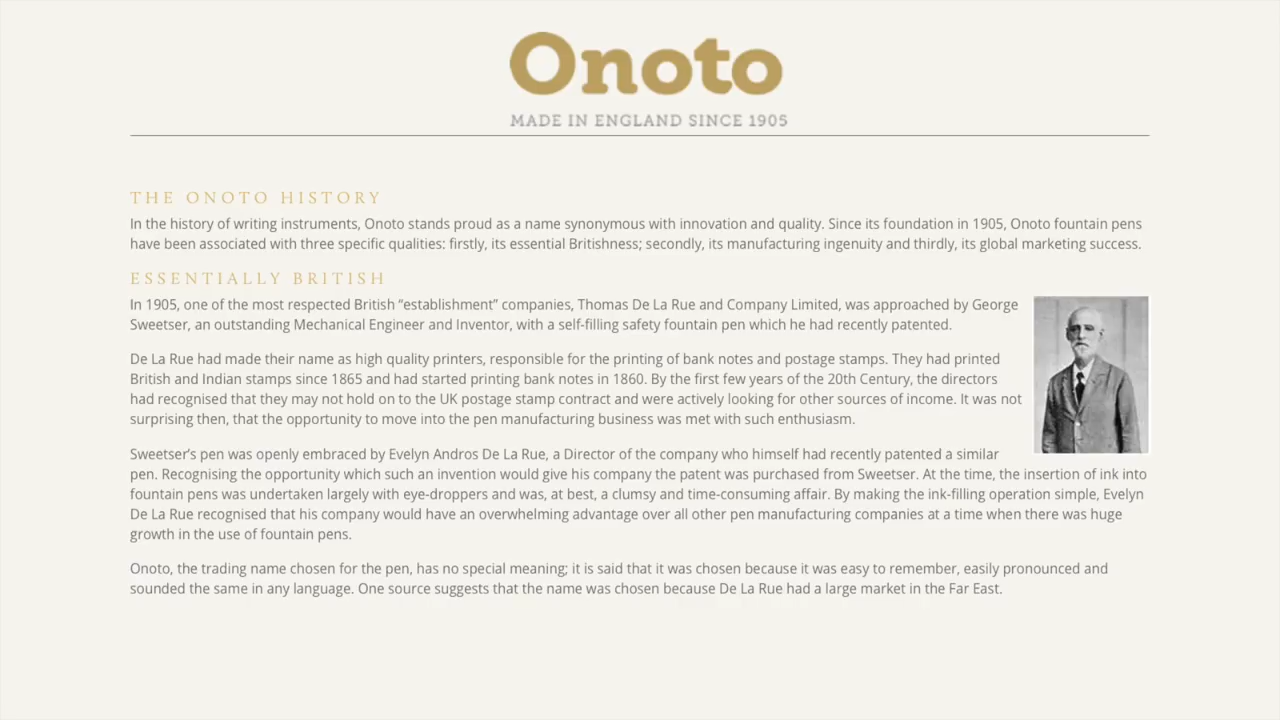 Onoto
MADE IN ENGLAND SINCE 1905
THE ONOTO HISTORY
In the history of writing instruments, Onoto stands proud as a name synonymous with innovation and quality. Since its foundation in 1905, Onoto fountain pens
have been associated with three specific qualities: firstly, its essential Britishness; secondly, its manufacturing ingenuity and thirdly, its global marketing success.
ESSENTIALLY BRITISH
In 1905, one of the most respected British “establishment” companies, Thomas De La Rue and Company Limited, was approached by George
Sweetser, an outstanding Mechanical Engineer and Inventor, with a self-filling safety fountain pen which he had recently patented.
De La Rue had made their name as high quality printers, responsible for the printing of bank notes and postage stamps. They had printed
British and Indian stamps since 1865 and had started printing bank notes in 1860. By the first few years of the 20th Century, the directors
had recognised that they may not hold on to the UK postage stamp contract and were actively looking for other sources of income. It was not
surprising then, that the opportunity to move into the pen manufacturing business was met with such enthusiasm.
Sweetser’s pen was openly embraced by Evelyn Andros De La Rue, a Director of the company who himself had recently patented a similar
pen. Recognising the opportunity which such an invention would give his company the patent was purchased from Sweetser. At the time, the insertion of ink into
fountain pens was undertaken largely with eye-droppers and was, at best, a clumsy and time-consuming affair. By making the ink-filling operation simple, Evelyn
De La Rue recognised that his company would have an overwhelming advantage over all other pen manufacturing companies at a time when there was huge
growth in the use of fountain pens.
Onoto, the trading name chosen for the pen, has no special meaning; it is said that it was chosen because it was easy to remember, easily pronounced and
sounded the same in any language. One source suggests that the name was chosen because De La Rue had a large market in the Far East.